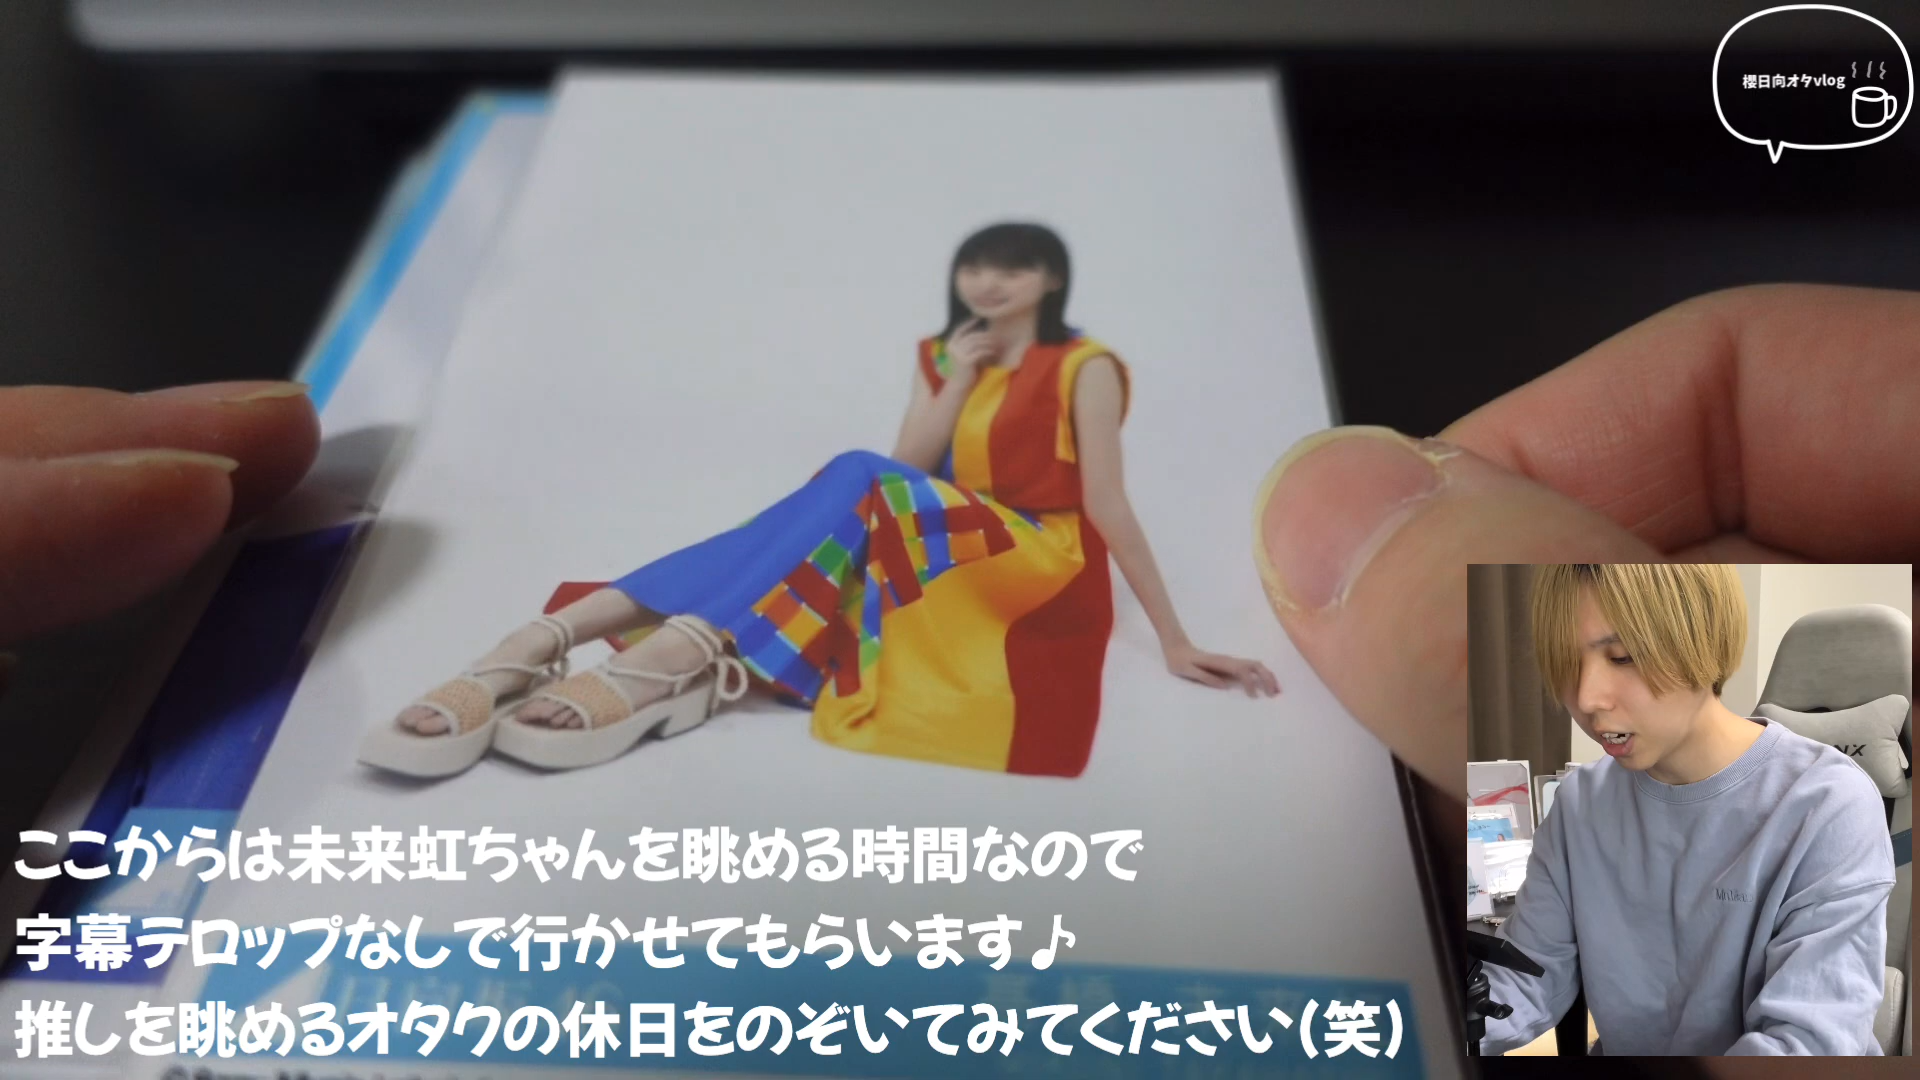 櫻日向オタvlog
ここからは未来虹ちゃんを眺める時間なので
字幕テロップなしで行かせてもらいます♪
推しを眺めるオタクの休日をのぞいてみてください(笑)